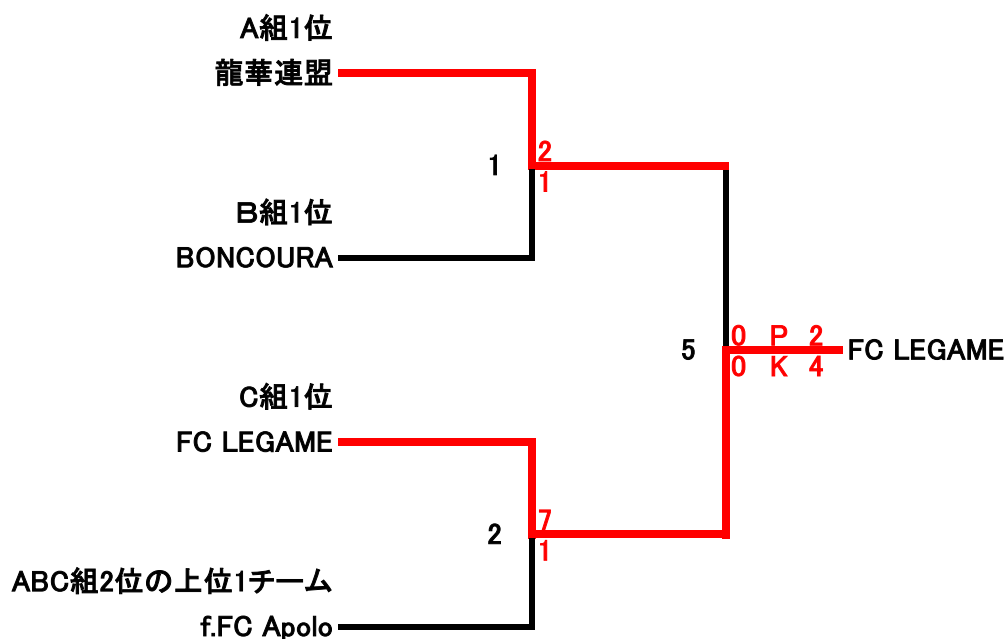 A組1位
龍華連盟
1
2
1
B組1位
BONCOURA
5
0 P 2
0 K 4
FC LEGAME
C組1位
FC LEGAME
2
7
1
ABC組2位の上位1チーム
f.FC Apolo